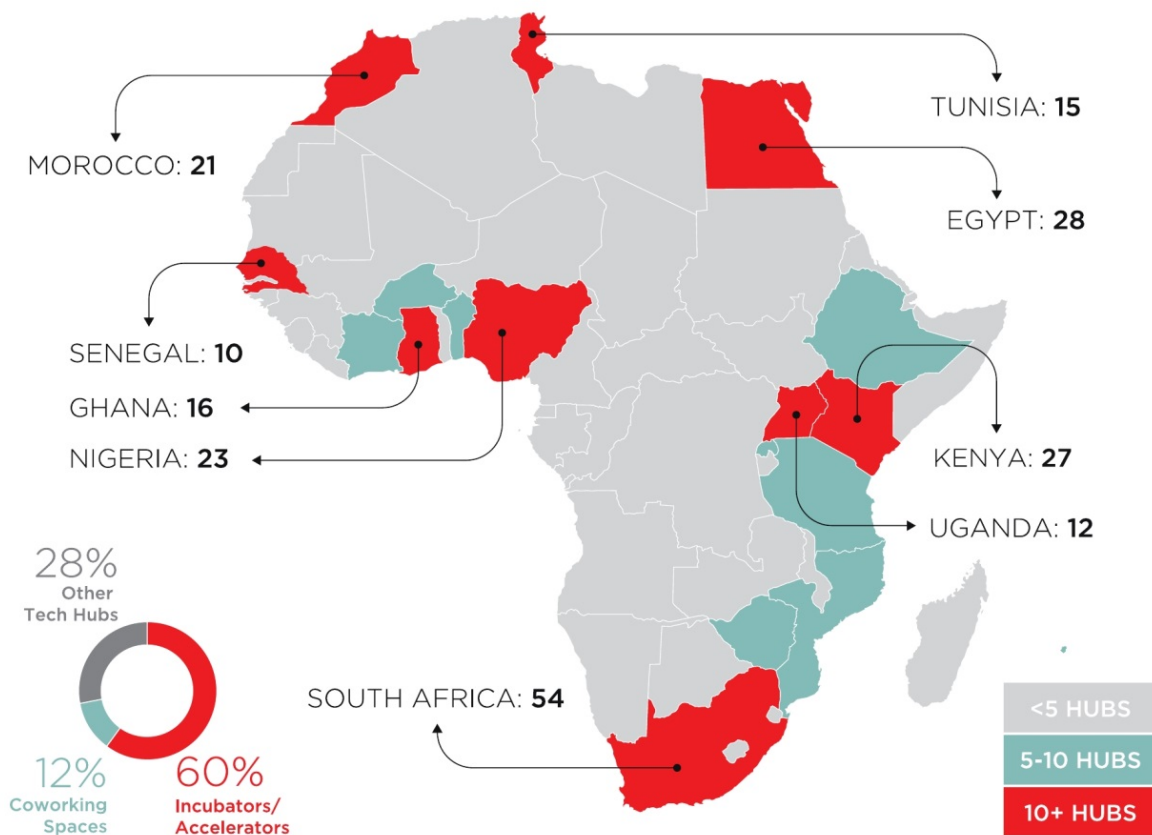 TUNISIA: 15
MOROCCO: 21
EGYPT: 28
SENEGAL: 10
GHANA: 16
NIGERIA: 23
KENYA: 27
UGANDA: 12
28%
Other
Tech Hubs
12%
Coworking
Spaces
60%
Incubators/
Accelerators
SOUTH AFRICA: 54
<5 HUBS
5-10 HUBS
10+ HUBS